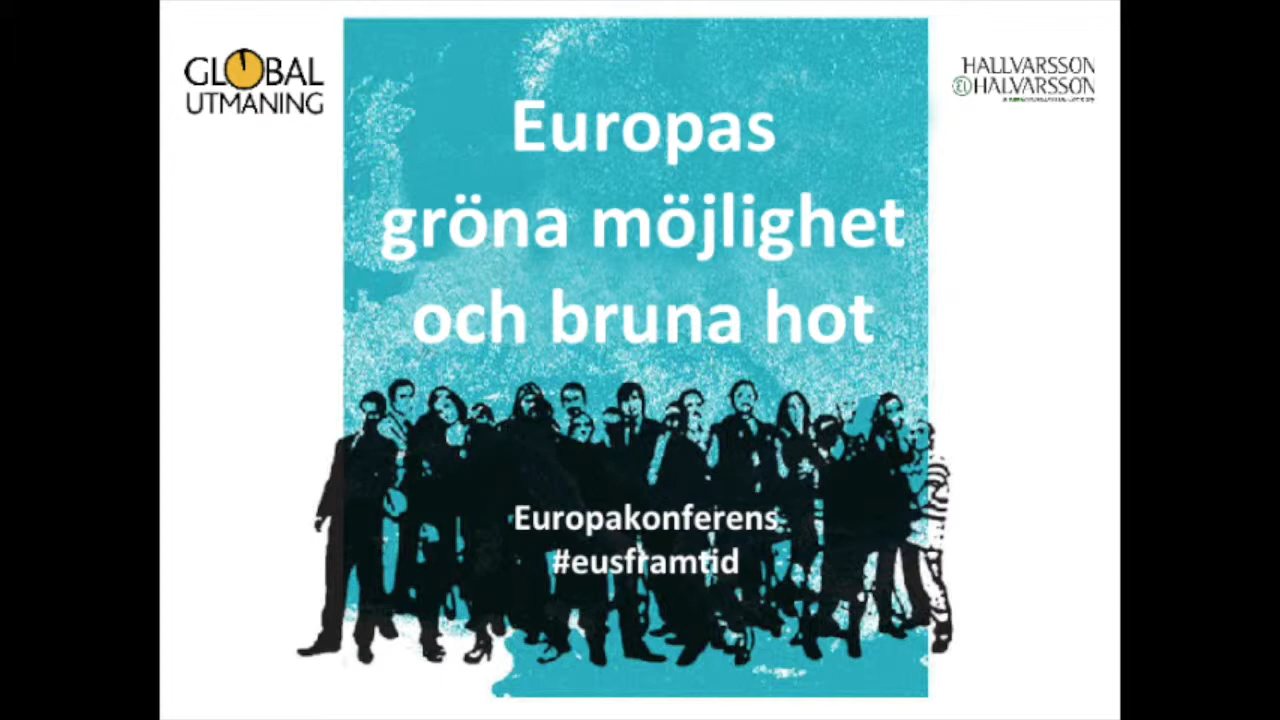 GLOBAL
UTMANING
HALLVARSSON
& HALVARSSON
Europas
gröna möjlighet
och bruna hot
Europakonferens
#eusframtid